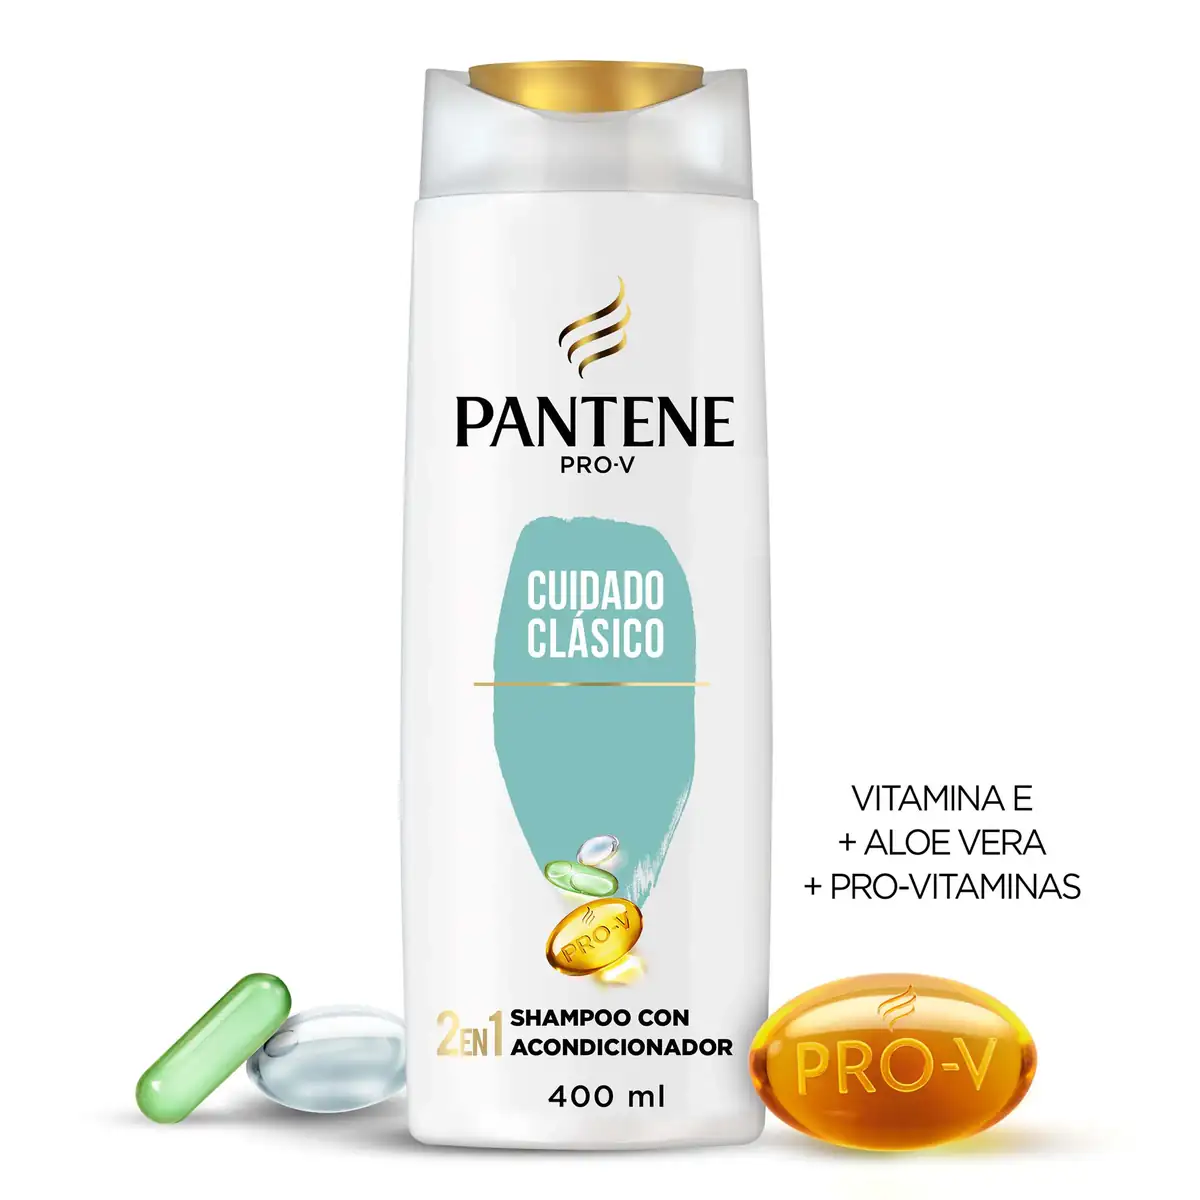 PANTENE
PRO-V
CUIDADO
CLÁSICO
PRO-V
2EN1 SHAMPOO CON
ACONDICIONADOR
400 ml
VITAMINA E
+ ALOE VERA
+ PRO-VITAMINAS
PRO-V